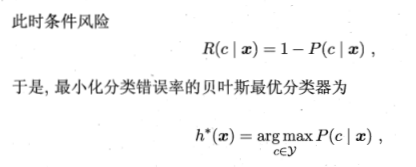 此时条件风险
R(c | x) = 1 − P(c | x) ,
于是, 最小化分类错误率的贝叶斯最优分类器为
h*(x) = arg max P(c | x) ,
c∈𝒴